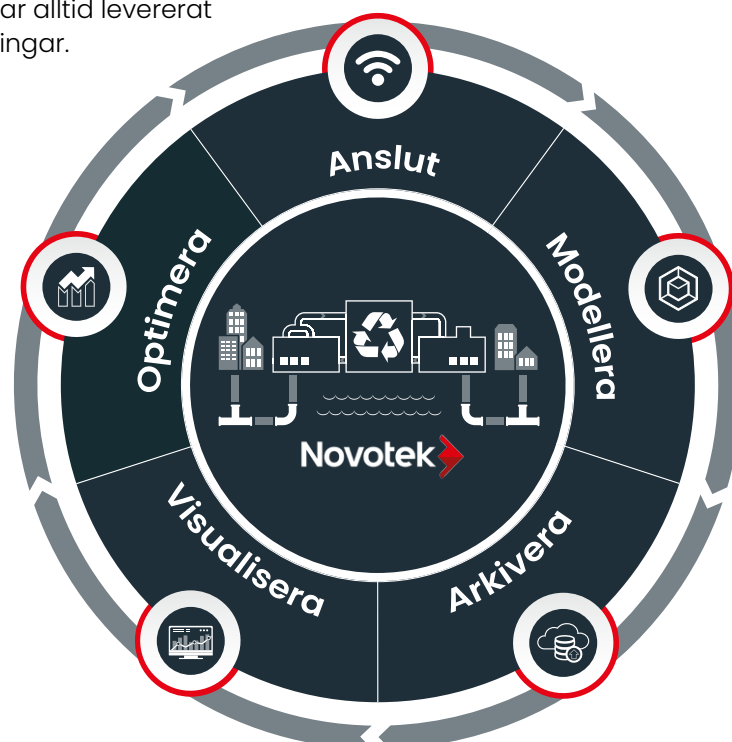 ar alltid levererat
ingar.
Anslut
Modellera
Arkivera
Visualisera
Optimera
Novotek